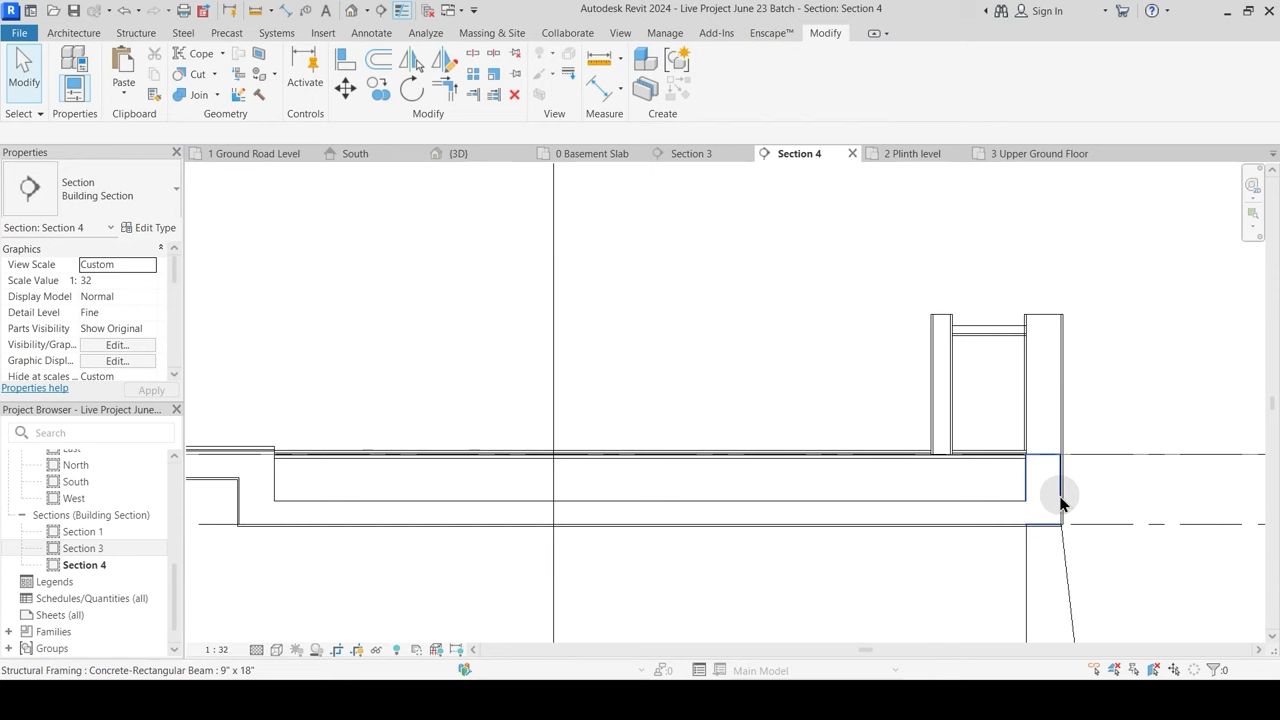 Autodesk Revit 2024 - Live Project June 23 Batch - Section: Section 4
Sign In
File
Architecture
Structure
Steel
Precast
Systems
Insert
Annotate
Analyze
Massing & Site
Collaborate
View
Manage
Add-Ins
Enscape™
Modify
Modify
Paste
Cope
Cut
Join
Activate
Select
Properties
Clipboard
Geometry
Controls
Modify
View
Measure
Create
Properties
1 Ground Road Level
South
{3D}
0 Basement Slab
Section 3
Section 4
2 Plinth level
3 Upper Ground Floor
Section
Building Section
Section: Section 4
Edit Type
Graphics
View Scale
Custom
Scale Value 1:
32
Display Model
Normal
Detail Level
Fine
Parts Visibility
Show Original
Visibility/Grap...
Edit...
Graphic Displ...
Edit...
Hide at scales ...
Custom
Properties help
Apply
Project Browser - Live Project June...
Search
East
North
South
West
Sections (Building Section)
Section 1
Section 3
Section 4
Legends
Schedules/Quantities (all)
Sheets (all)
Families
Groups
1 : 32
Structural Framing : Concrete-Rectangular Beam : 9" x 18"
:0
Main Model
:0